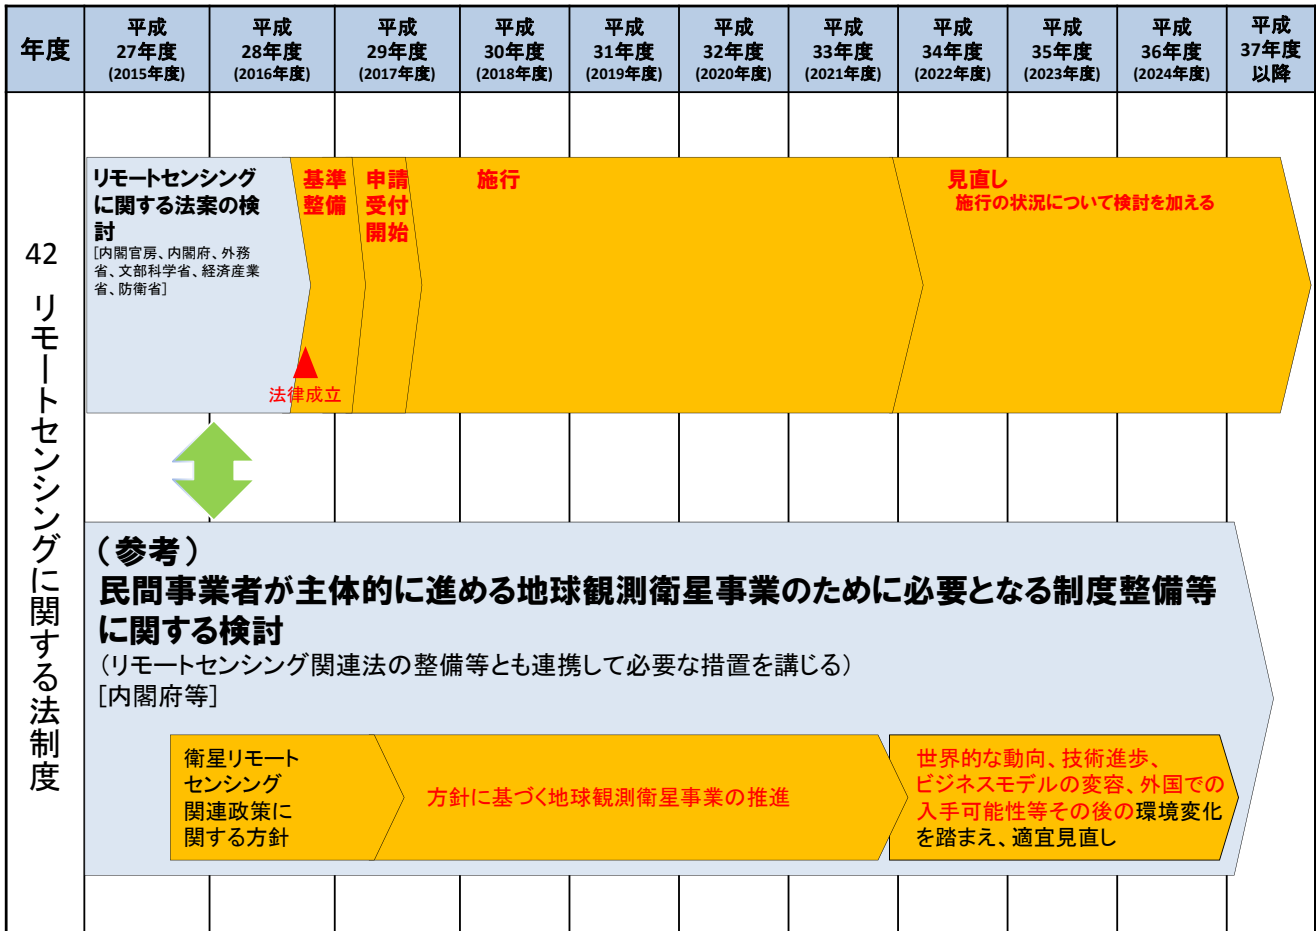 年度
平成
27年度
(2015年度)
平成
28年度
(2016年度)
平成
29年度
(2017年度)
平成
30年度
(2018年度)
平成
31年度
(2019年度)
平成
32年度
(2020年度)
平成
33年度
(2021年度)
平成
34年度
(2022年度)
平成
35年度
(2023年度)
平成
36年度
(2024年度)
平成
37年度
以降
42 リモートセンシングに関する法制度
リモートセンシング
に関する法案の検
討
[内閣官房、内閣府、外務
省、文部科学省、経済産業
省、防衛省]
基準
整備
申請
受付
開始
施行
見直し
施行の状況について検討を加える
法律成立
（参考）
民間事業者が主体的に進める地球観測衛星事業のために必要となる制度整備等
に関する検討
（リモートセンシング関連法の整備等とも連携して必要な措置を講じる）
[内閣府等]
衛星リモート
センシング
関連政策に
関する方針
方針に基づく地球観測衛星事業の推進
世界的な動向、技術進歩、
ビジネスモデルの変容、外国での
入手可能性等その後の環境変化
を踏まえ、適宜見直し